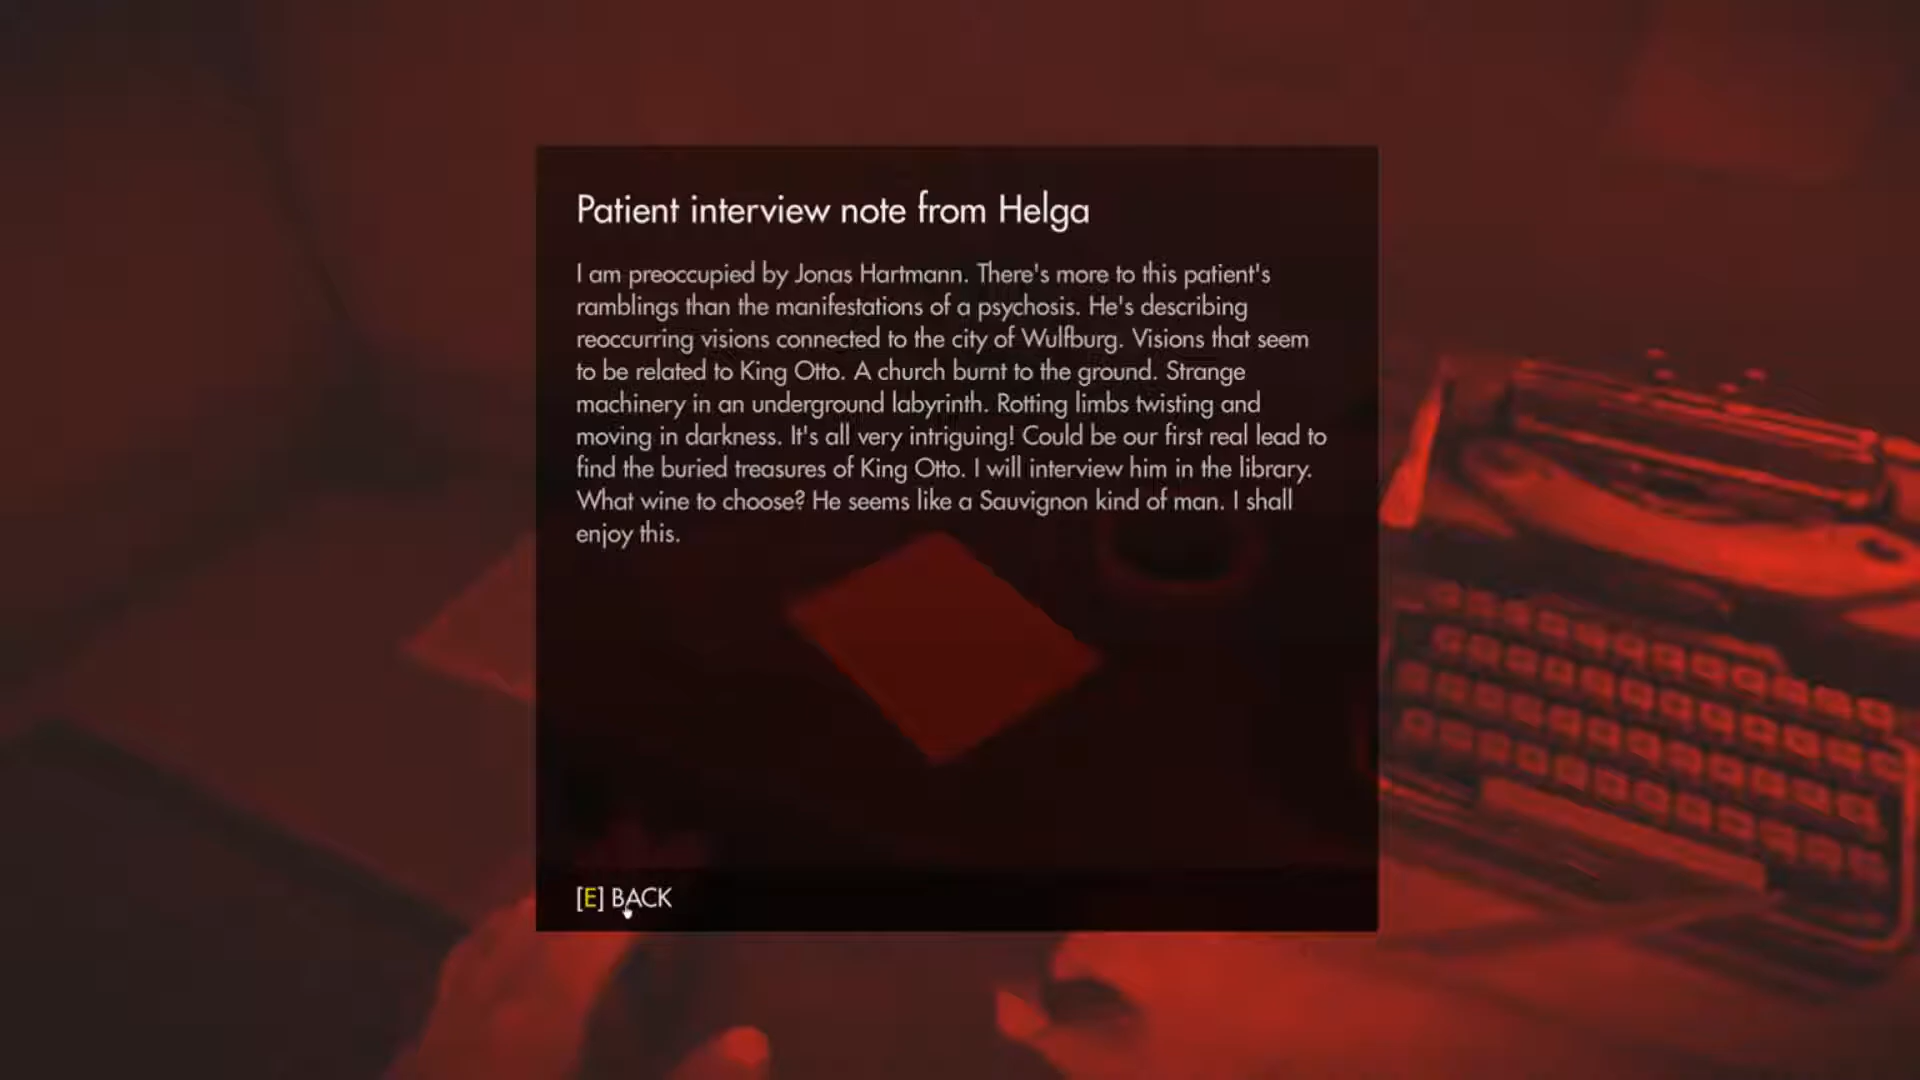 Patient interview note from Helga
I am preoccupied by Jonas Hartmann. There's more to this patient's
ramblings than the manifestations of a psychosis. He's describing
reoccurring visions connected to the city of Wulfburg. Visions that seem
to be related to King Otto. A church burnt to the ground. Strange
machinery in an underground labyrinth. Rotting limbs twisting and
moving in darkness. It's all very intriguing! Could be our first real lead to
find the buried treasures of King Otto. I will interview him in the library.
What wine to choose? He seems like a Sauvignon kind of man. I shall
enjoy this.
[E] BACK